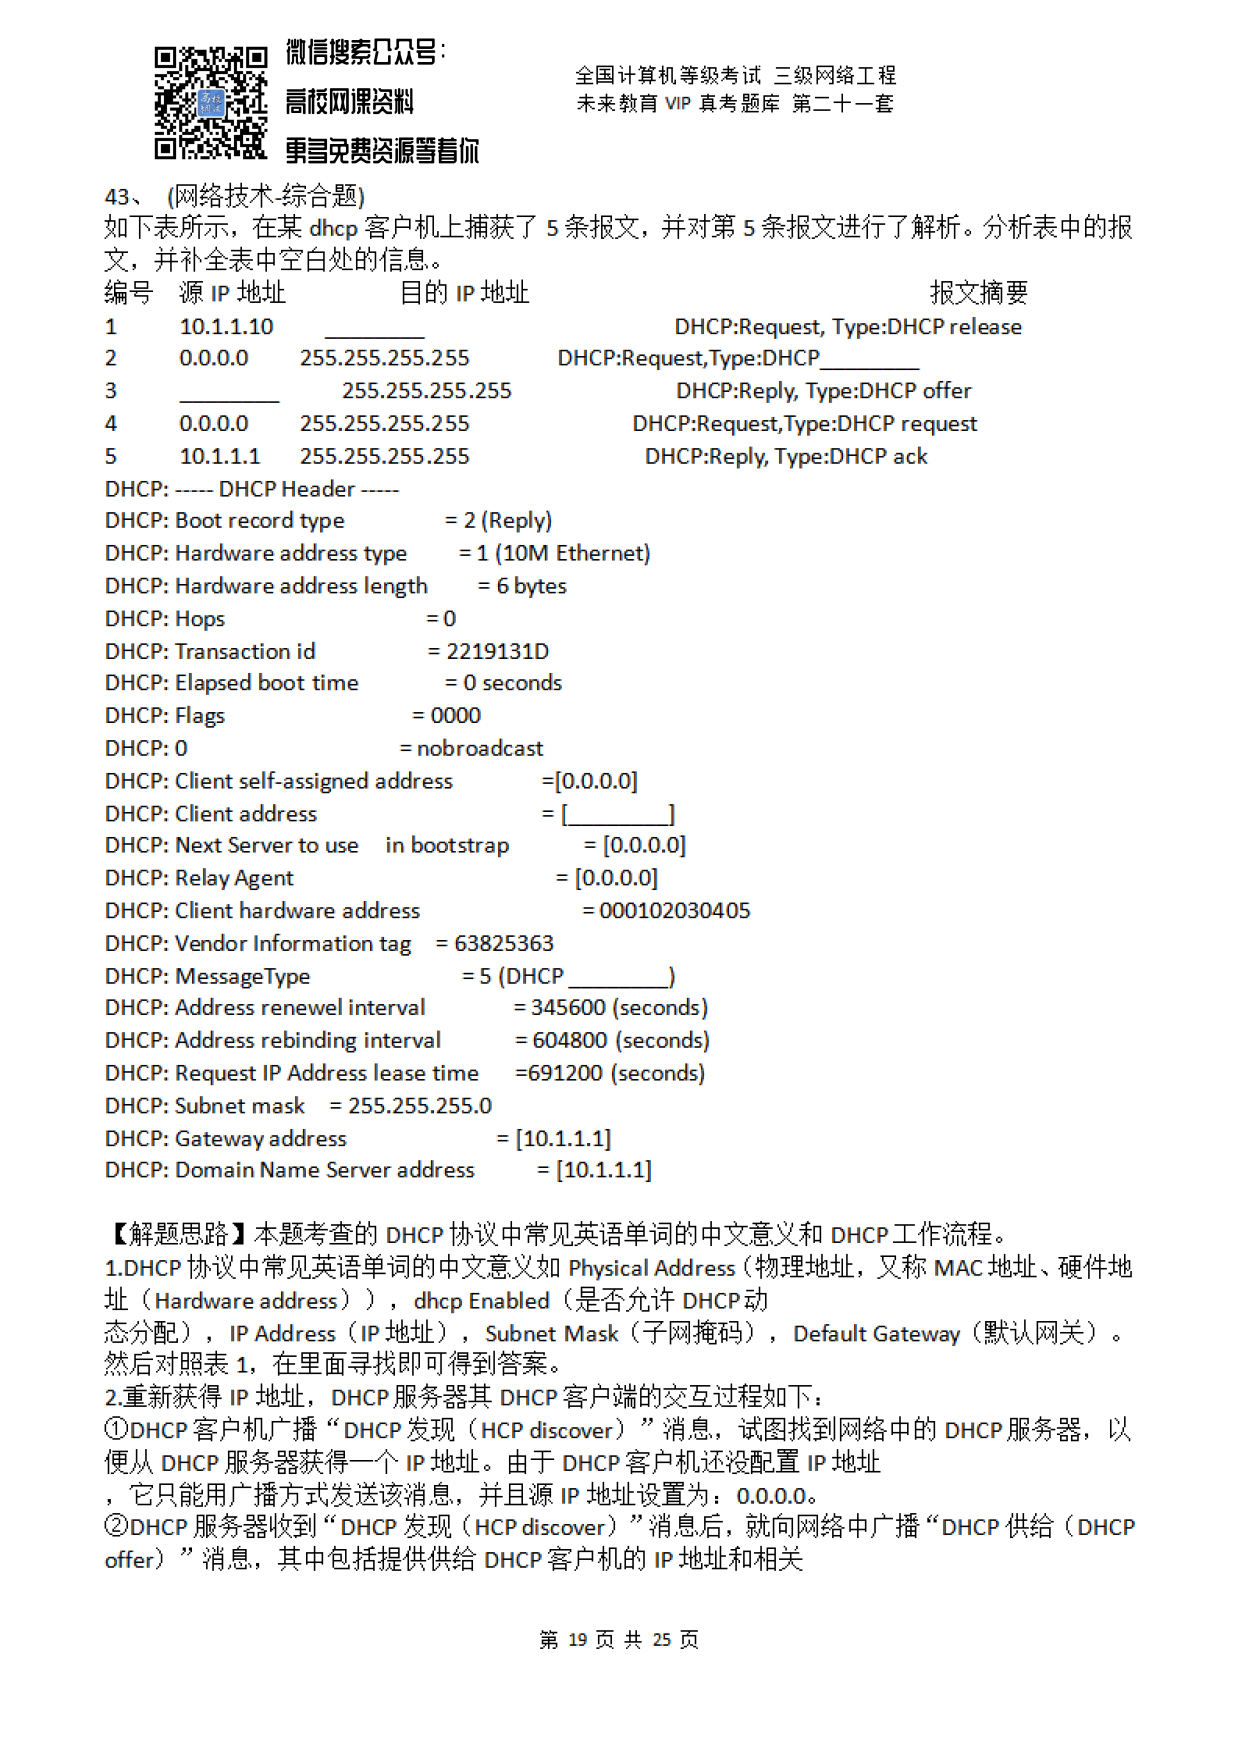 微信搜索公众号:
高校网课资料
更多免费资源等着你
全国计算机等级考试 三级网络工程
未来教育 VIP 真考题库 第二十一套
43、 (网络技术-综合题)
如下表所示，在某 dhcp 客户机上捕获了 5 条报文，并对第 5 条报文进行了解析。分析表中的报
文，并补全表中空白处的信息。
编号 源 IP 地址 目的 IP 地址 报文摘要
1 10.1.1.10 ________ DHCP:Request, Type:DHCP release
2 0.0.0.0 255.255.255.255 DHCP:Request,Type:DHCP________
3 ________ 255.255.255.255 DHCP:Reply, Type:DHCP offer
4 0.0.0.0 255.255.255.255 DHCP:Request,Type:DHCP request
5 10.1.1.1 255.255.255.255 DHCP:Reply, Type:DHCP ack
DHCP: ----- DHCP Header -----
DHCP: Boot record type = 2 (Reply)
DHCP: Hardware address type = 1 (10M Ethernet)
DHCP: Hardware address length = 6 bytes
DHCP: Hops = 0
DHCP: Transaction id = 2219131D
DHCP: Elapsed boot time = 0 seconds
DHCP: Flags = 0000
DHCP: 0 = nobroadcast
DHCP: Client self-assigned address =[0.0.0.0]
DHCP: Client address = [________]
DHCP: Next Server to use in bootstrap = [0.0.0.0]
DHCP: Relay Agent = [0.0.0.0]
DHCP: Client hardware address = 000102030405
DHCP: Vendor Information tag = 63825363
DHCP: MessageType = 5 (DHCP ________)
DHCP: Address renewel interval = 345600 (seconds)
DHCP: Address rebinding interval = 604800 (seconds)
DHCP: Request IP Address lease time =691200 (seconds)
DHCP: Subnet mask = 255.255.255.0
DHCP: Gateway address = [10.1.1.1]
DHCP: Domain Name Server address = [10.1.1.1]
【解题思路】本题考查的 DHCP 协议中常见英语单词的中文意义和 DHCP 工作流程。
1.DHCP 协议中常见英语单词的中文意义如 Physical Address（物理地址，又称 MAC 地址、硬件地
址（Hardware address）），dhcp Enabled（是否允许 DHCP 动
态分配），IP Address（IP 地址），Subnet Mask（子网掩码），Default Gateway（默认网关）。
然后对照表 1，在里面寻找即可得到答案。
2.重新获得 IP 地址，DHCP 服务器其 DHCP 客户端的交互过程如下：
①DHCP 客户机广播“DHCP 发现（HCP discover）”消息，试图找到网络中的 DHCP 服务器，以
便从 DHCP 服务器获得一个 IP 地址。由于 DHCP 客户机还没配置 IP 地址
，它只能用广播方式发送该消息，并且源 IP 地址设置为：0.0.0.0。
②DHCP 服务器收到“DHCP 发现（HCP discover）”消息后，就向网络中广播“DHCP 供给（DHCP
offer）”消息，其中包括提供供给 DHCP 客户机的 IP 地址和相关
第 19 页 共 25 页